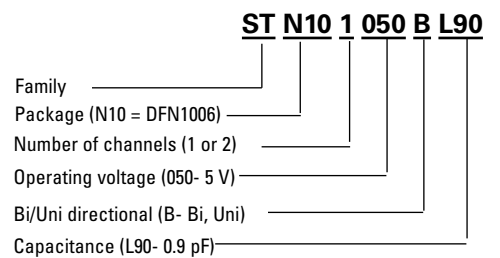 ST N10 1 050 B L90
Family
Package (N10 = DFN1006)
Number of channels (1 or 2)
Operating voltage (050- 5 V)
Bi/Uni directional (B- Bi, Uni)
Capacitance (L90- 0.9 pF)